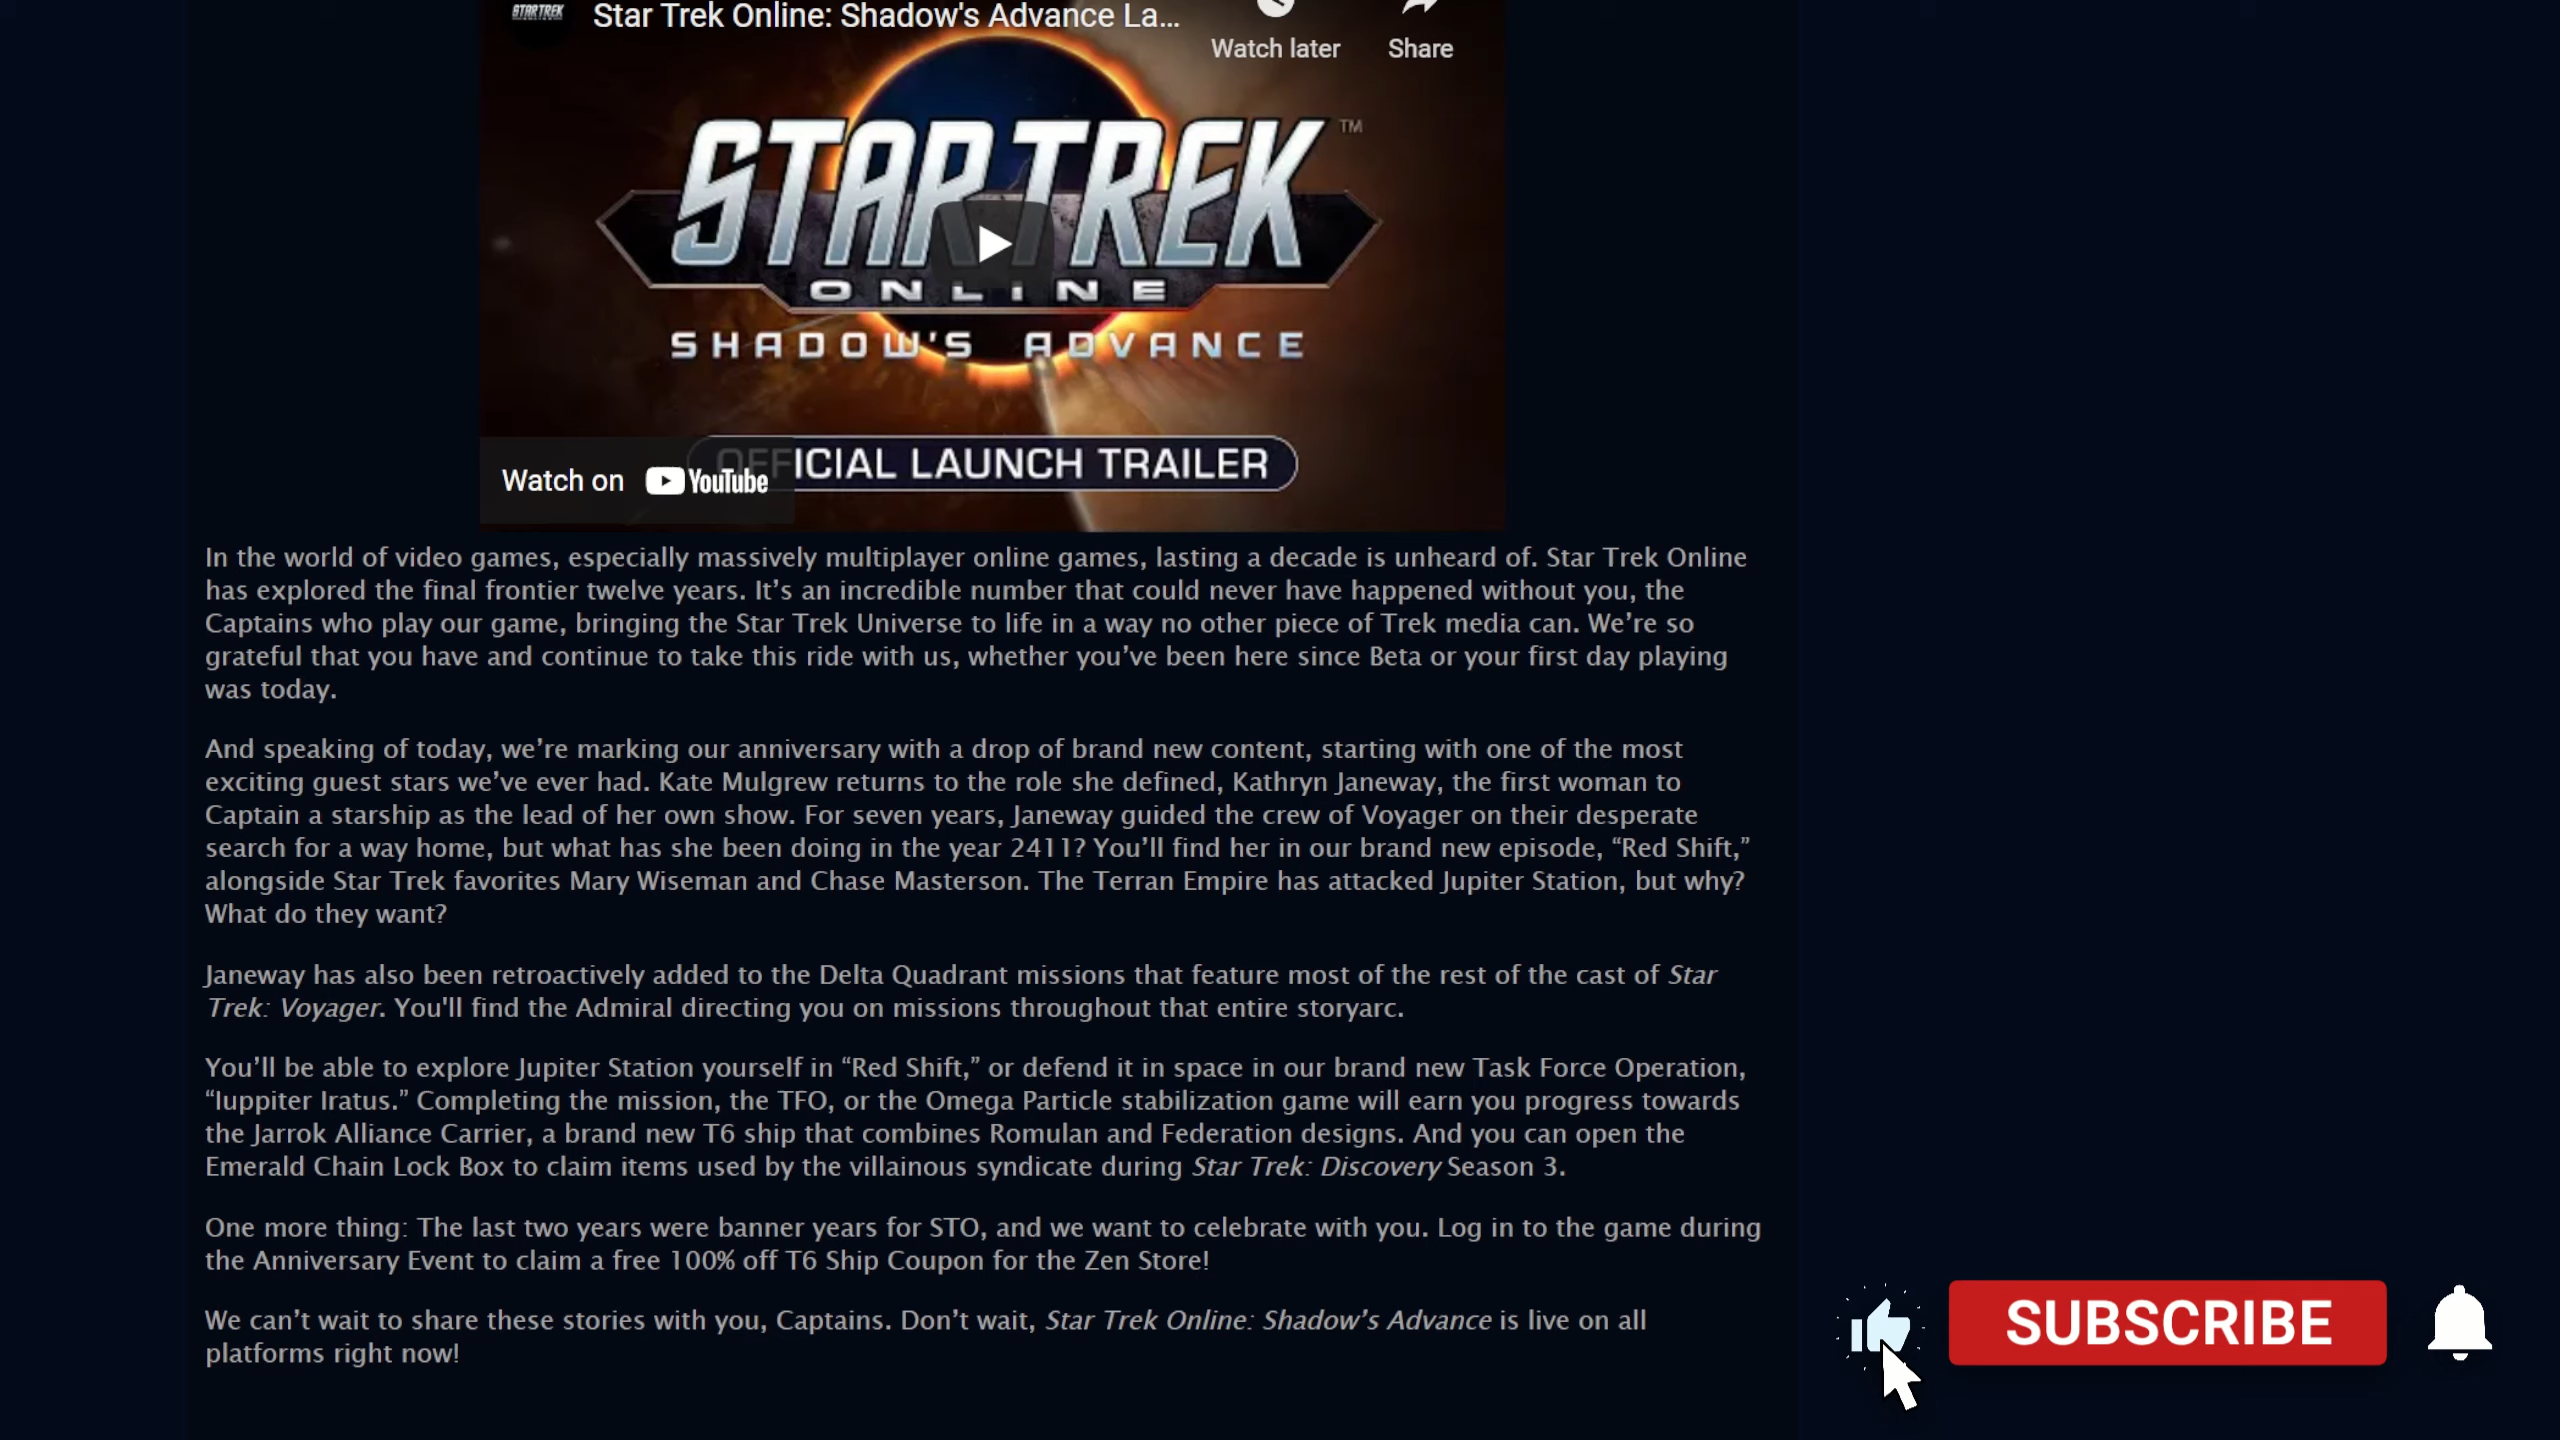 STAR TREK
Star Trek Online: Shadow's Advance La...
Watch later
Share
STAR TREK™
ONLINE
SHADOW'S ADVANCE
OFFICIAL LAUNCH TRAILER
Watch on YouTube
In the world of video games, especially massively multiplayer online games, lasting a decade is unheard of. Star Trek Online
has explored the final frontier twelve years. It’s an incredible number that could never have happened without you, the
Captains who play our game, bringing the Star Trek Universe to life in a way no other piece of Trek media can. We’re so
grateful that you have and continue to take this ride with us, whether you’ve been here since Beta or your first day playing
was today.
And speaking of today, we’re marking our anniversary with a drop of brand new content, starting with one of the most
exciting guest stars we’ve ever had. Kate Mulgrew returns to the role she defined, Kathryn Janeway, the first woman to
Captain a starship as the lead of her own show. For seven years, Janeway guided the crew of Voyager on their desperate
search for a way home, but what has she been doing in the year 2411? You’ll find her in our brand new episode, “Red Shift,”
alongside Star Trek favorites Mary Wiseman and Chase Masterson. The Terran Empire has attacked Jupiter Station, but why?
What do they want?
Janeway has also been retroactively added to the Delta Quadrant missions that feature most of the rest of the cast of Star
Trek: Voyager. You'll find the Admiral directing you on missions throughout that entire storyarc.
You’ll be able to explore Jupiter Station yourself in “Red Shift,” or defend it in space in our brand new Task Force Operation,
“Iuppiter Iratus.” Completing the mission, the TFO, or the Omega Particle stabilization game will earn you progress towards
the Jarrok Alliance Carrier, a brand new T6 ship that combines Romulan and Federation designs. And you can open the
Emerald Chain Lock Box to claim items used by the villainous syndicate during Star Trek: Discovery Season 3.
One more thing: The last two years were banner years for STO, and we want to celebrate with you. Log in to the game during
the Anniversary Event to claim a free 100% off T6 Ship Coupon for the Zen Store!
We can’t wait to share these stories with you, Captains. Don’t wait, Star Trek Online: Shadow’s Advance is live on all
platforms right now!
SUBSCRIBE